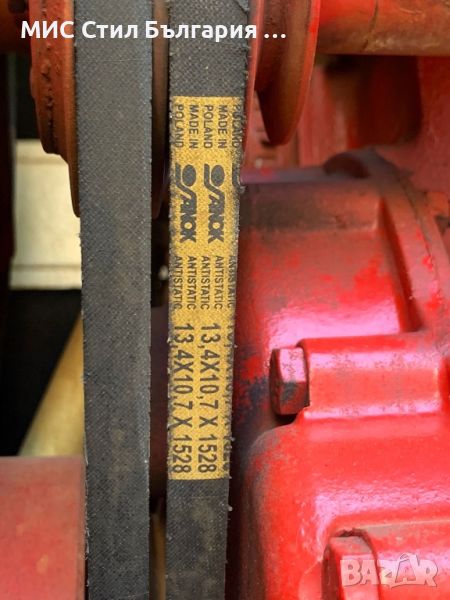 МИС Стил България ...
MADE IN
POLAND
SANOK
ANTISTATIC
13,4X10,7 X 1528
MADE IN
POLAND
SANOK
ANTISTATIC
13,4X10,7 X 1528
BAZAR